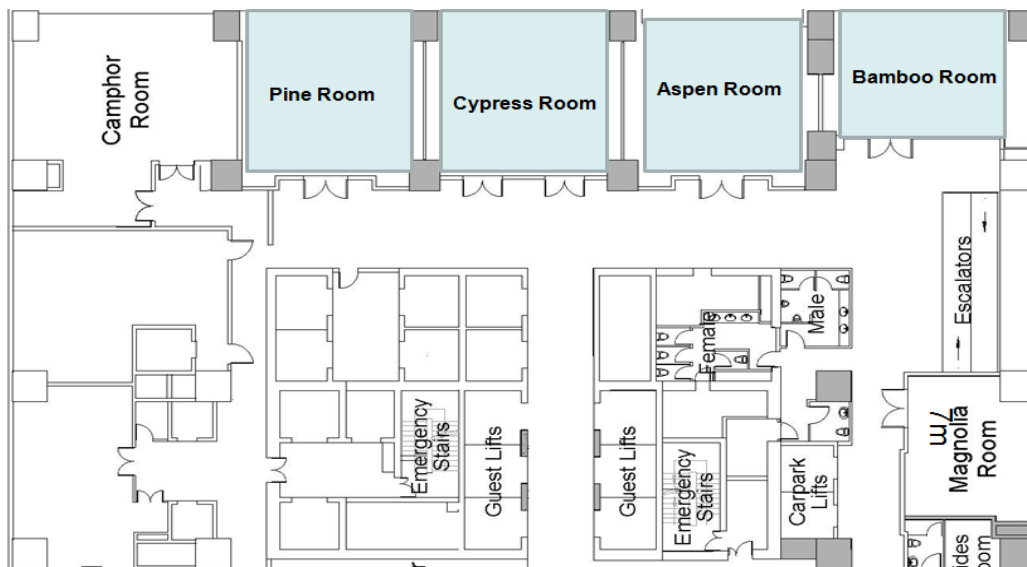 Camphor
Room
Pine Room
Cypress Room
Aspen Room
Bamboo Room
Escalators
Male
Female
Emergency
Stairs
Guest Lifts
Guest Lifts
Emergency
Stairs
Carpark
Lifts
7m
Magnolia
Room